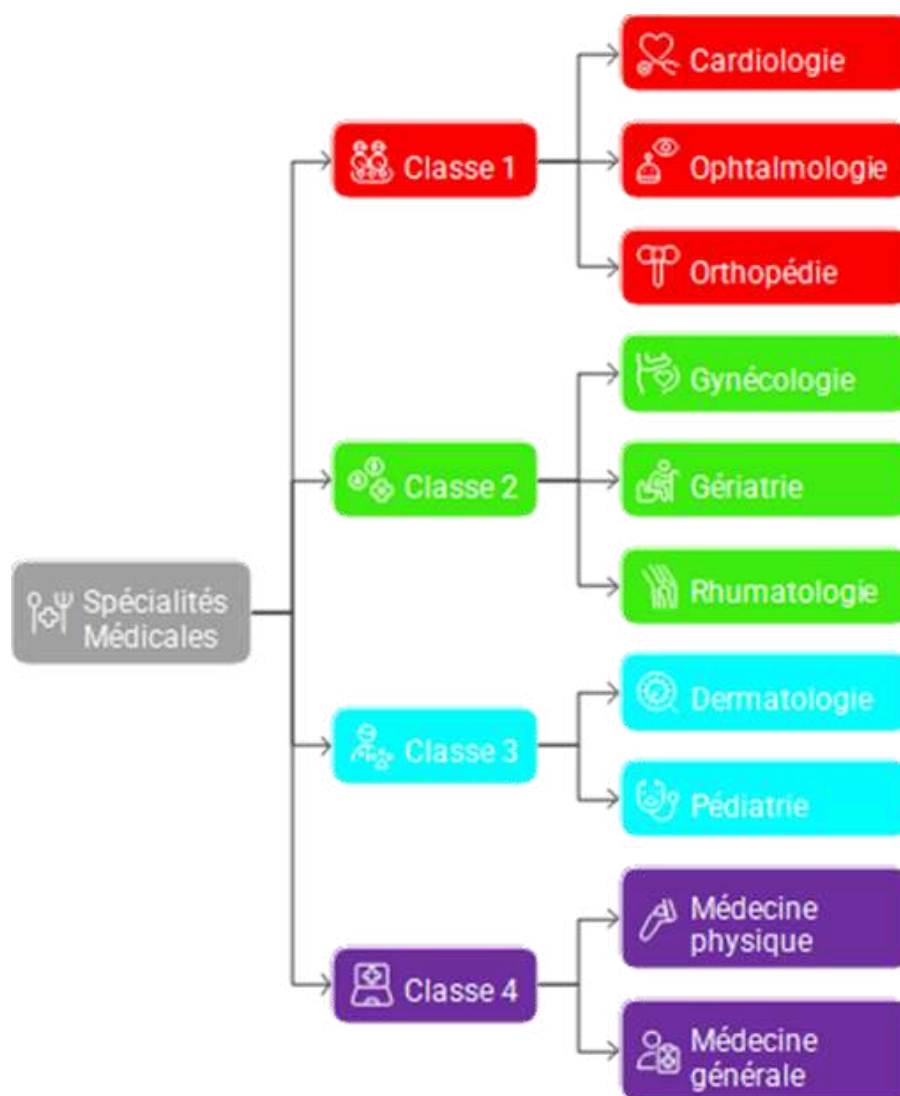 Spécialités
Médicales
Classe 1
Cardiologie
Ophtalmologie
Orthopédie
Classe 2
Gynécologie
Gériatrie
Rhumatologie
Classe 3
Dermatologie
Pédiatrie
Classe 4
Médecine
physique
Médecine
générale